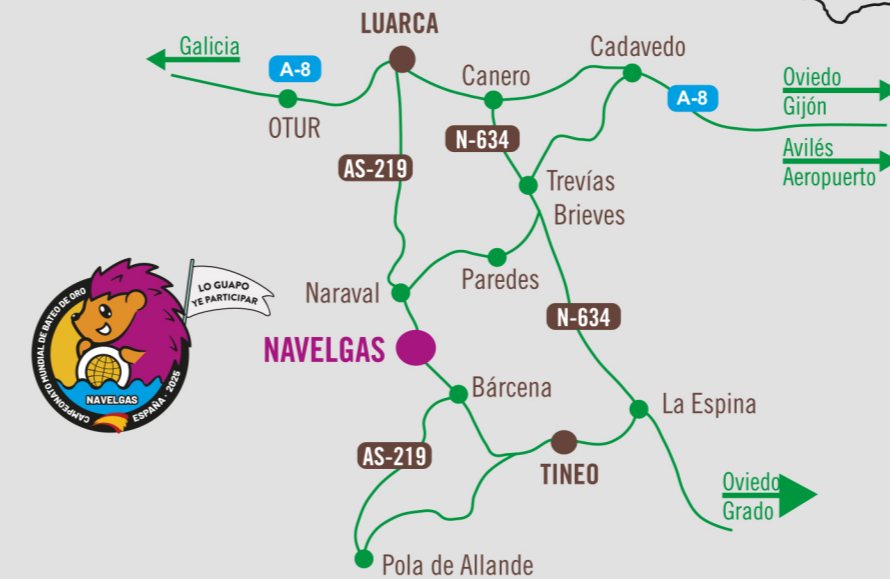 LUARCA
Galicia
Cadavedo
A-8
Canero
Oviedo
Gijón
A-8
OTUR
N-634
Avilés
Aeropuerto
AS-219
Trevías
Brieves
LO GUAPO
YE PARTICIPAR
Naraval
Paredes
CAMPEONATO MUNDIAL DE BATEO DE ORO
NAVELGAS
ESPAÑA · 2025
N-634
NAVELGAS
Bárcena
La Espina
AS-219
TINEO
Oviedo
Grado
Pola de Allande